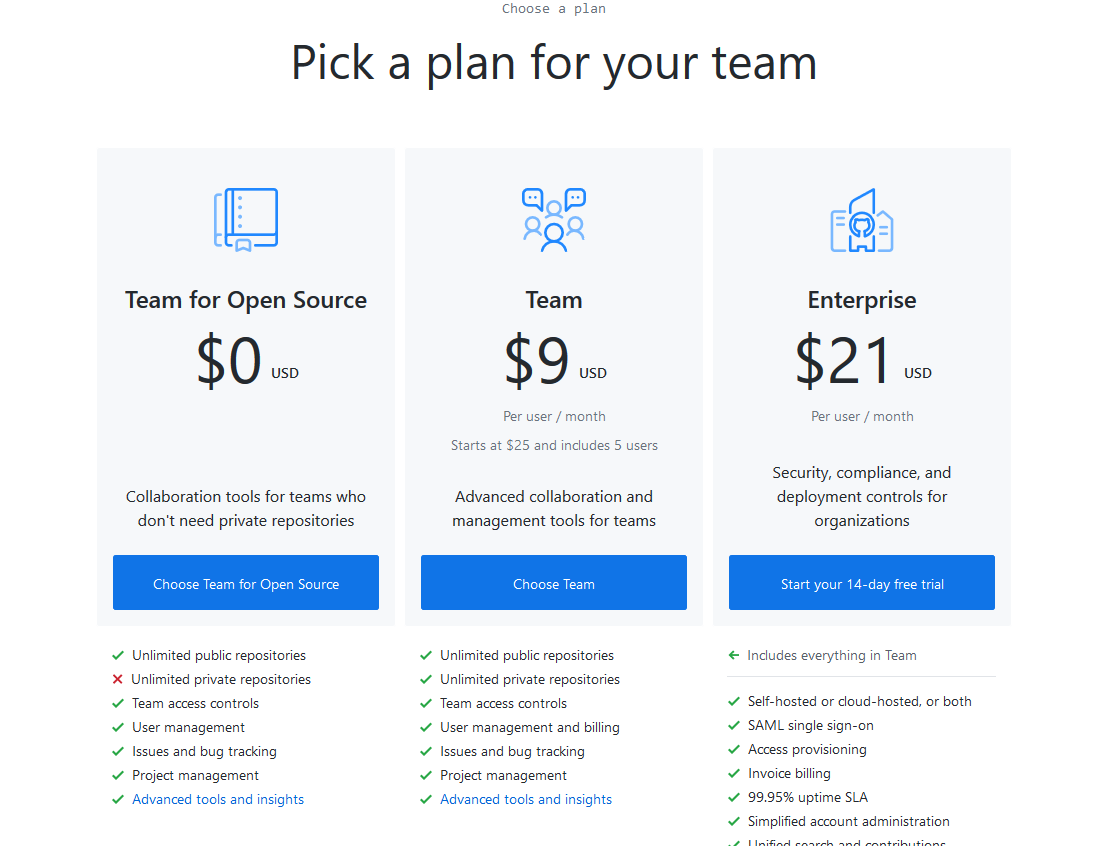 Choose a plan
Pick a plan for your team
Team for Open Source
$0 USD
Collaboration tools for teams who
don't need private repositories
Choose Team for Open Source
Unlimited public repositories
Unlimited private repositories
Team access controls
User management
Issues and bug tracking
Project management
Advanced tools and insights
Team
$9 USD
Per user / month
Starts at $25 and includes 5 users
Advanced collaboration and
management tools for teams
Choose Team
Unlimited public repositories
Unlimited private repositories
Team access controls
User management and billing
Issues and bug tracking
Project management
Advanced tools and insights
Enterprise
$21 USD
Per user / month
Security, compliance, and
deployment controls for
organizations
Start your 14-day free trial
Includes everything in Team
Self-hosted or cloud-hosted, or both
SAML single sign-on
Access provisioning
Invoice billing
99.95% uptime SLA
Simplified account administration
Unified search and contributions